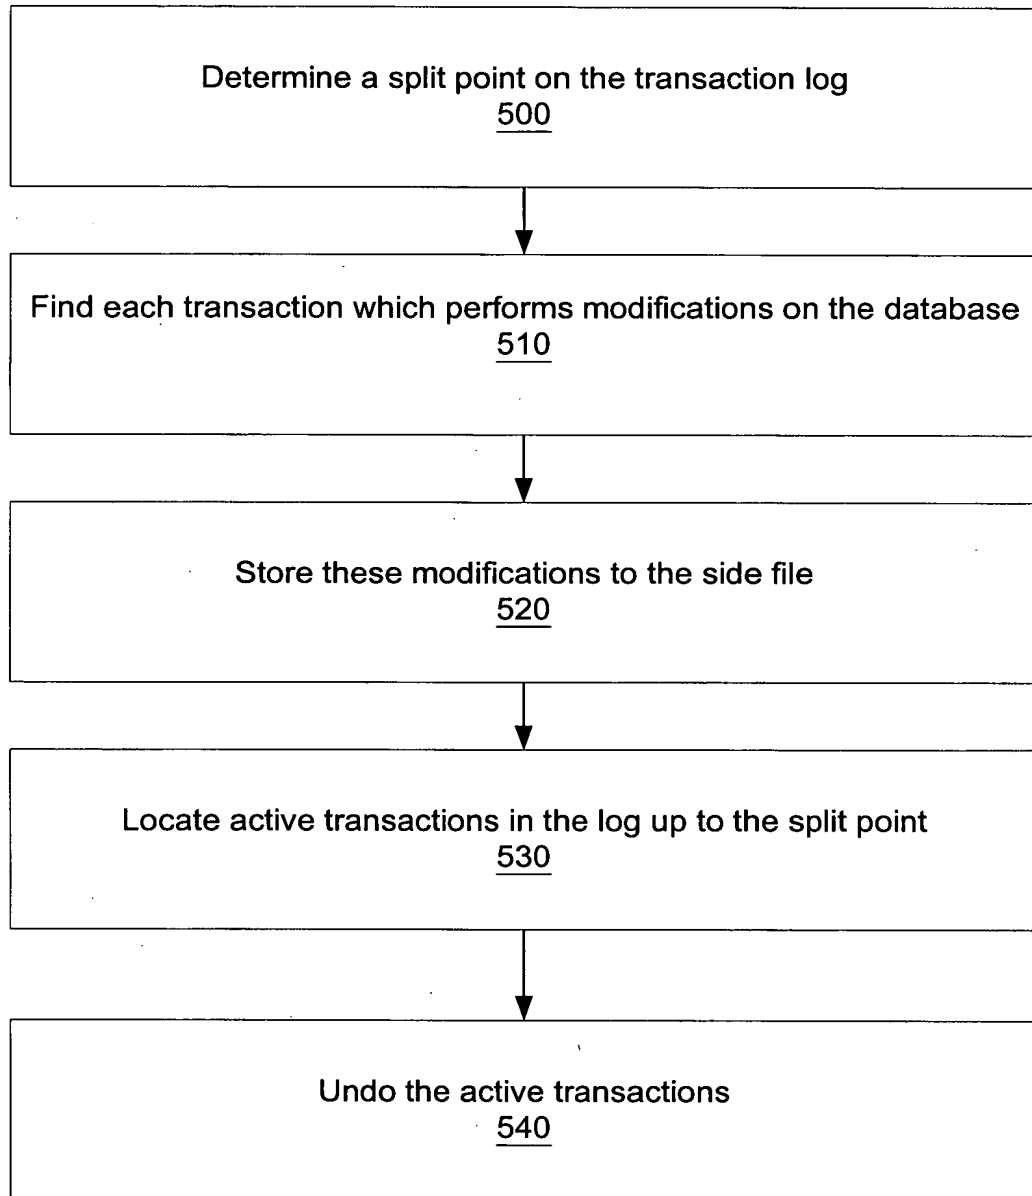 Determine a split point on the transaction log
500
Find each transaction which performs modifications on the database
510
Store these modifications to the side file
520
Locate active transactions in the log up to the split point
530
Undo the active transactions
540